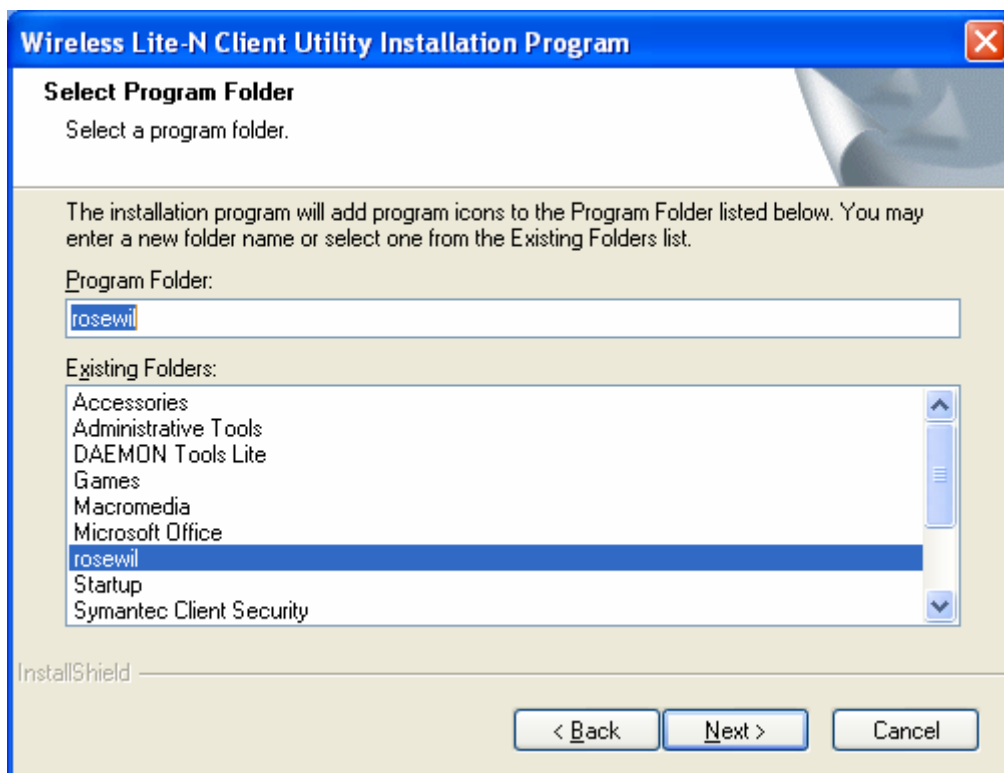 Wireless Lite-N Client Utility Installation Program
Select Program Folder
Select a program folder.
The installation program will add program icons to the Program Folder listed below. You may
enter a new folder name or select one from the Existing Folders list.
Program Folder:
rosewil
Existing Folders:
Accessories
Administrative Tools
DAEMON Tools Lite
Games
Macromedia
Microsoft Office
rosewil
Startup
Symantec Client Security
InstallShield
< Back
Next >
Cancel